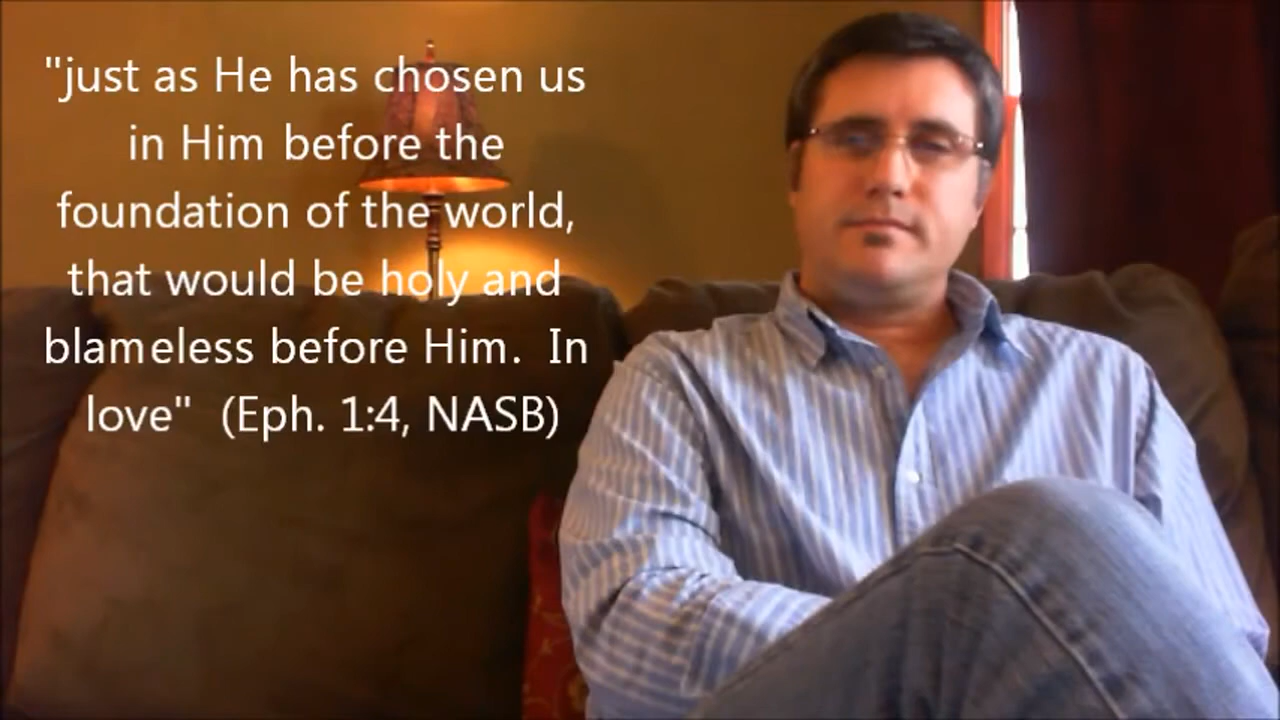 "just as He has chosen us
in Him before the
foundation of the world,
that would be holy and
blameless before Him.  In
love"  (Eph. 1:4, NASB)